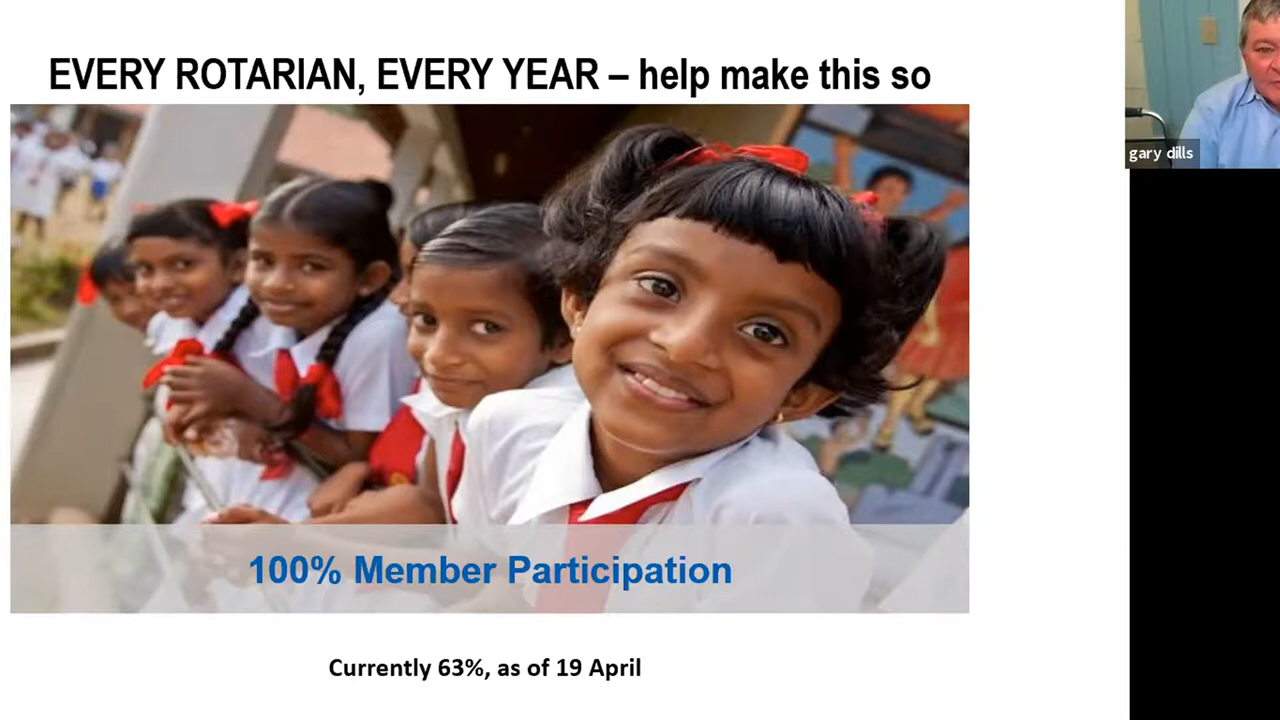 EVERY ROTARIAN, EVERY YEAR – help make this so
gary dills
100% Member Participation
Currently 63%, as of 19 April